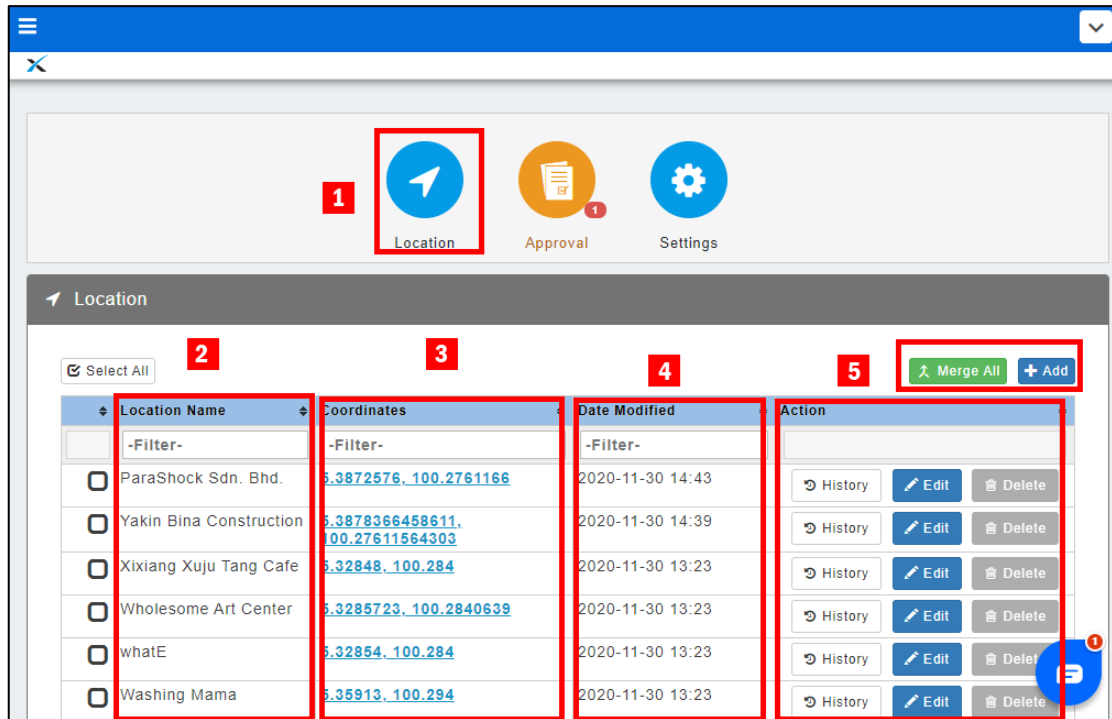 1
1
Location Approval Settings
Location
2 3 4 5
Select All Merge All Add
Location Name Coordinates Date Modified Action
-Filter- -Filter- -Filter-
ParaShock Sdn. Bhd. 5.3872576, 100.2761166 2020-11-30 14:43 History Edit Delete
Yakin Bina Construction 5.3878366458611, 2020-11-30 14:39 History Edit Delete
100.27611564303
Xixiang Xuju Tang Cafe 5.32848, 100.284 2020-11-30 13:23 History Edit Delete
Wholesome Art Center 5.3285723, 100.2840639 2020-11-30 13:23 History Edit Delete
1
whatE 5.32854, 100.284 2020-11-30 13:23 History Edit Delet
Washing Mama 5.35913, 100.294 2020-11-30 13:23 History Edit Delete